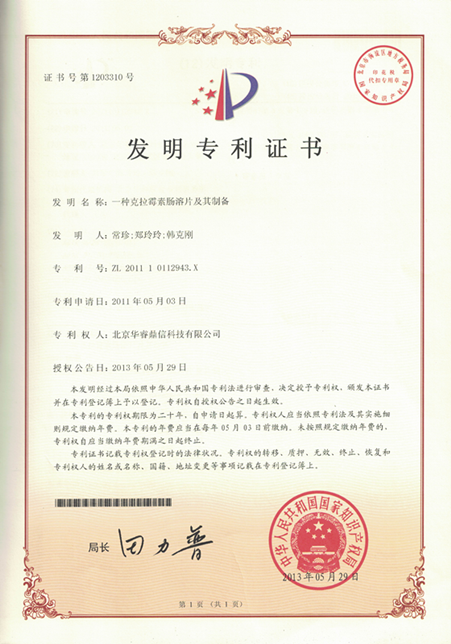 证书号第1203310号
印花税
代扣专用章
发明专利证书
发明名称：一种克拉霉素肠溶片及其制备
发明人：常珍;郑玲玲;韩克刚
专利号：ZL 2011 1 0112943.X
专利申请日：2011年05月03日
专利权人：北京华睿鼎信科技有限公司
授权公告日：2013年05月29日
本发明经过本局依照中华人民共和国专利法进行审查，决定授予专利权，颁发本证书
并在专利登记簿上予以登记。专利权自授权公告之日起生效。
本专利的专利权期限为二十年，自申请日起算。专利权人应当依照专利法及其实施细
则规定缴纳年费。本专利的年费应当在每年05月03日前缴纳。未按照规定缴纳年费的，
专利权自应当缴纳年费期满之日起终止。
专利证书记载专利权登记时的法律状况。专利权的转移、质押、无效、终止、恢复和
专利权人的姓名或名称、国籍、地址变更等事项记载在专利登记簿上。
局长 田力普
中华人民共和国国家知识产权局
2013年05月29日
第1页（共1页）